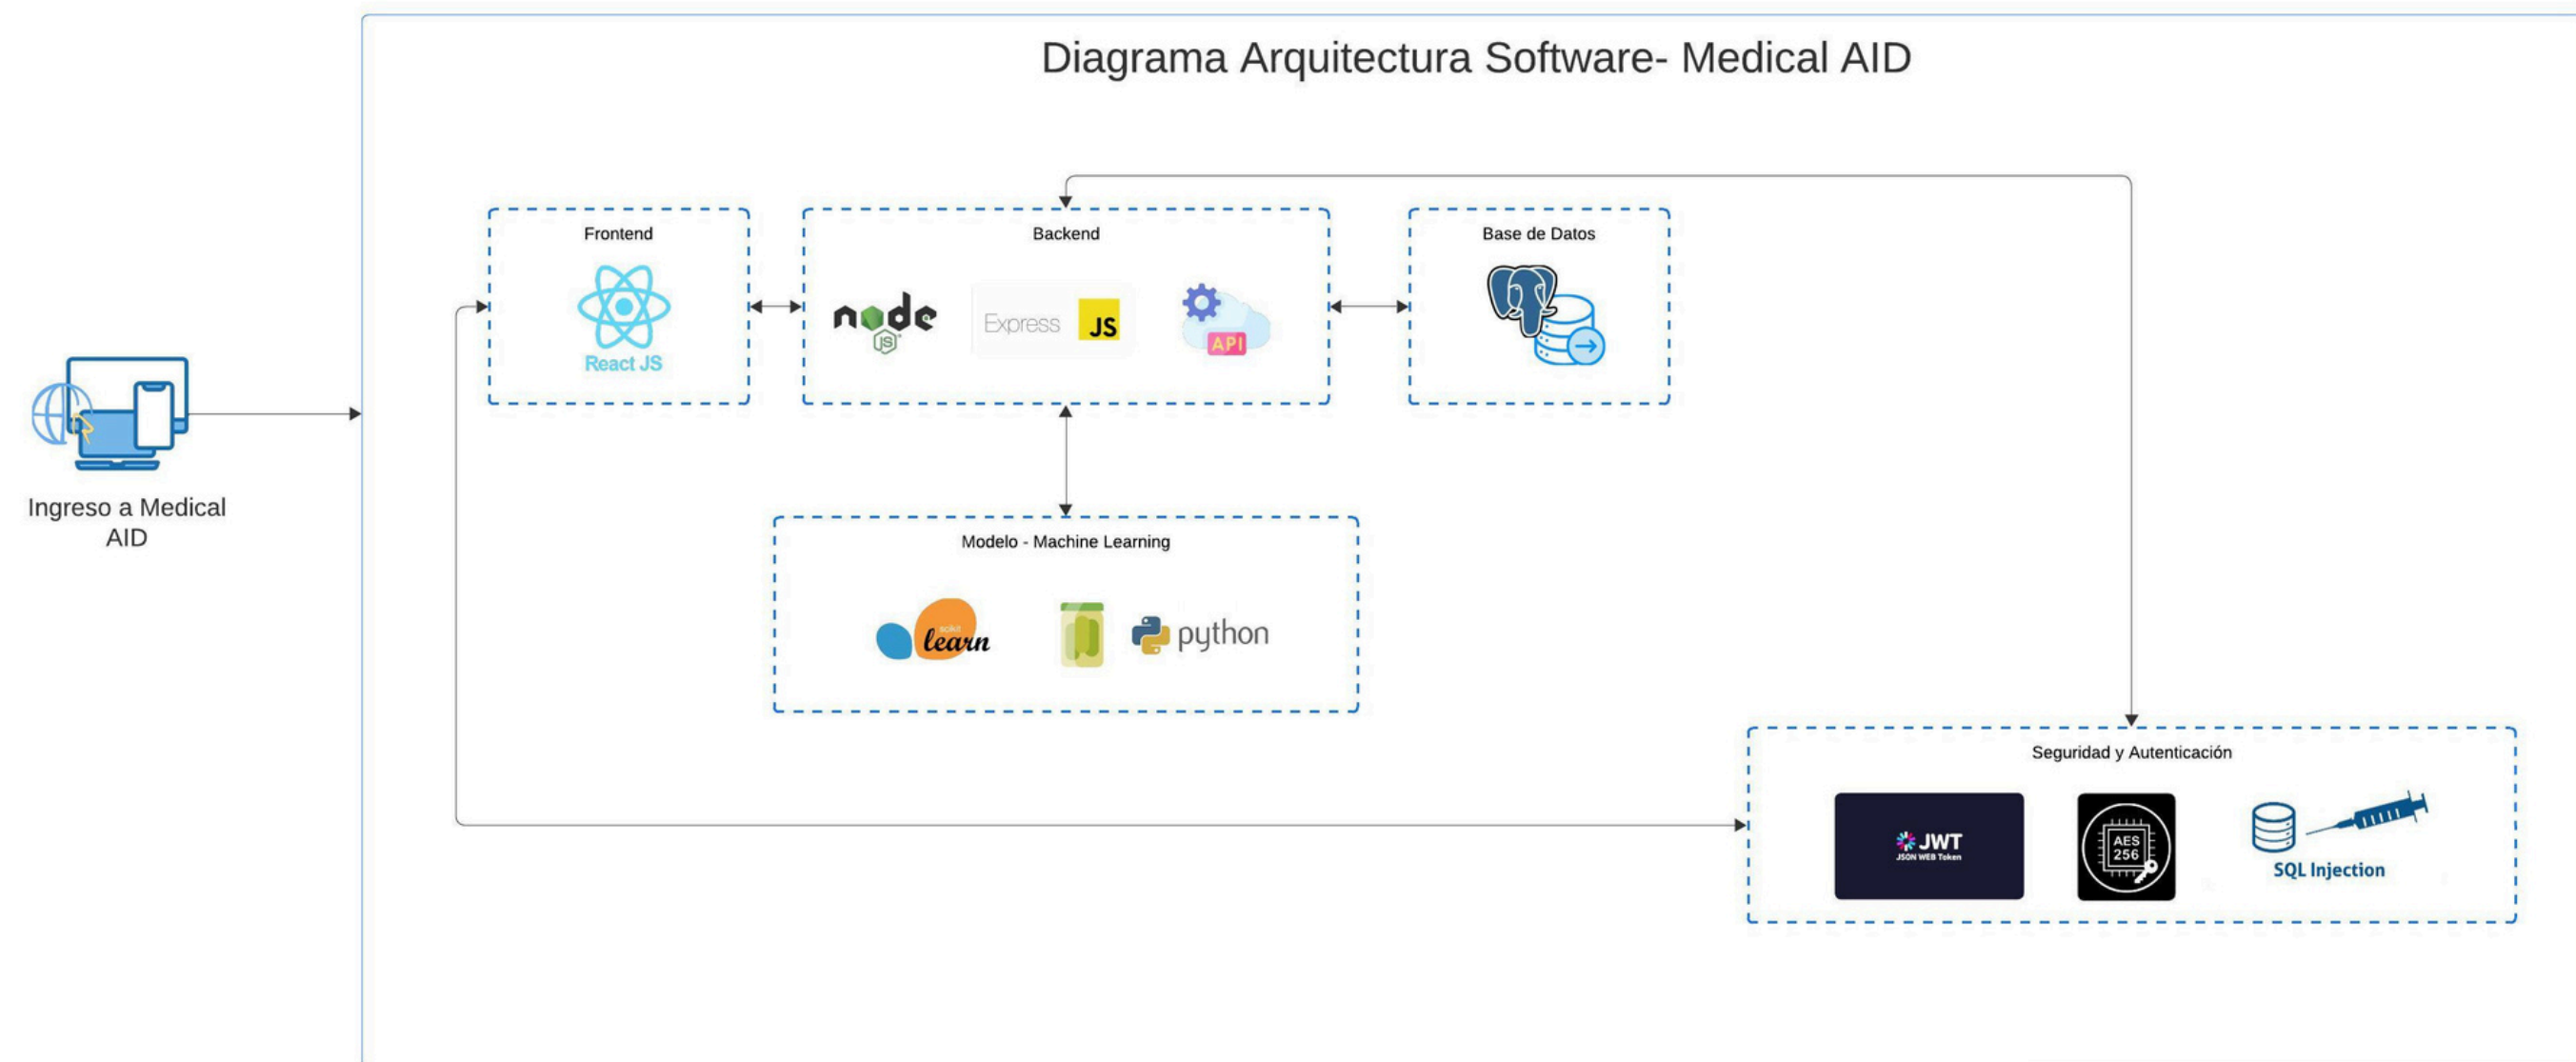 Diagrama Arquitectura Software- Medical AID
Frontend
Backend
Base de Datos
React JS
node
JS
Express
JS
API
Ingreso a Medical
AID
Modelo - Machine Learning
scikit
learn
python
Seguridad y Autenticación
JWT
JSON WEB Token
AES
256
SQL Injection